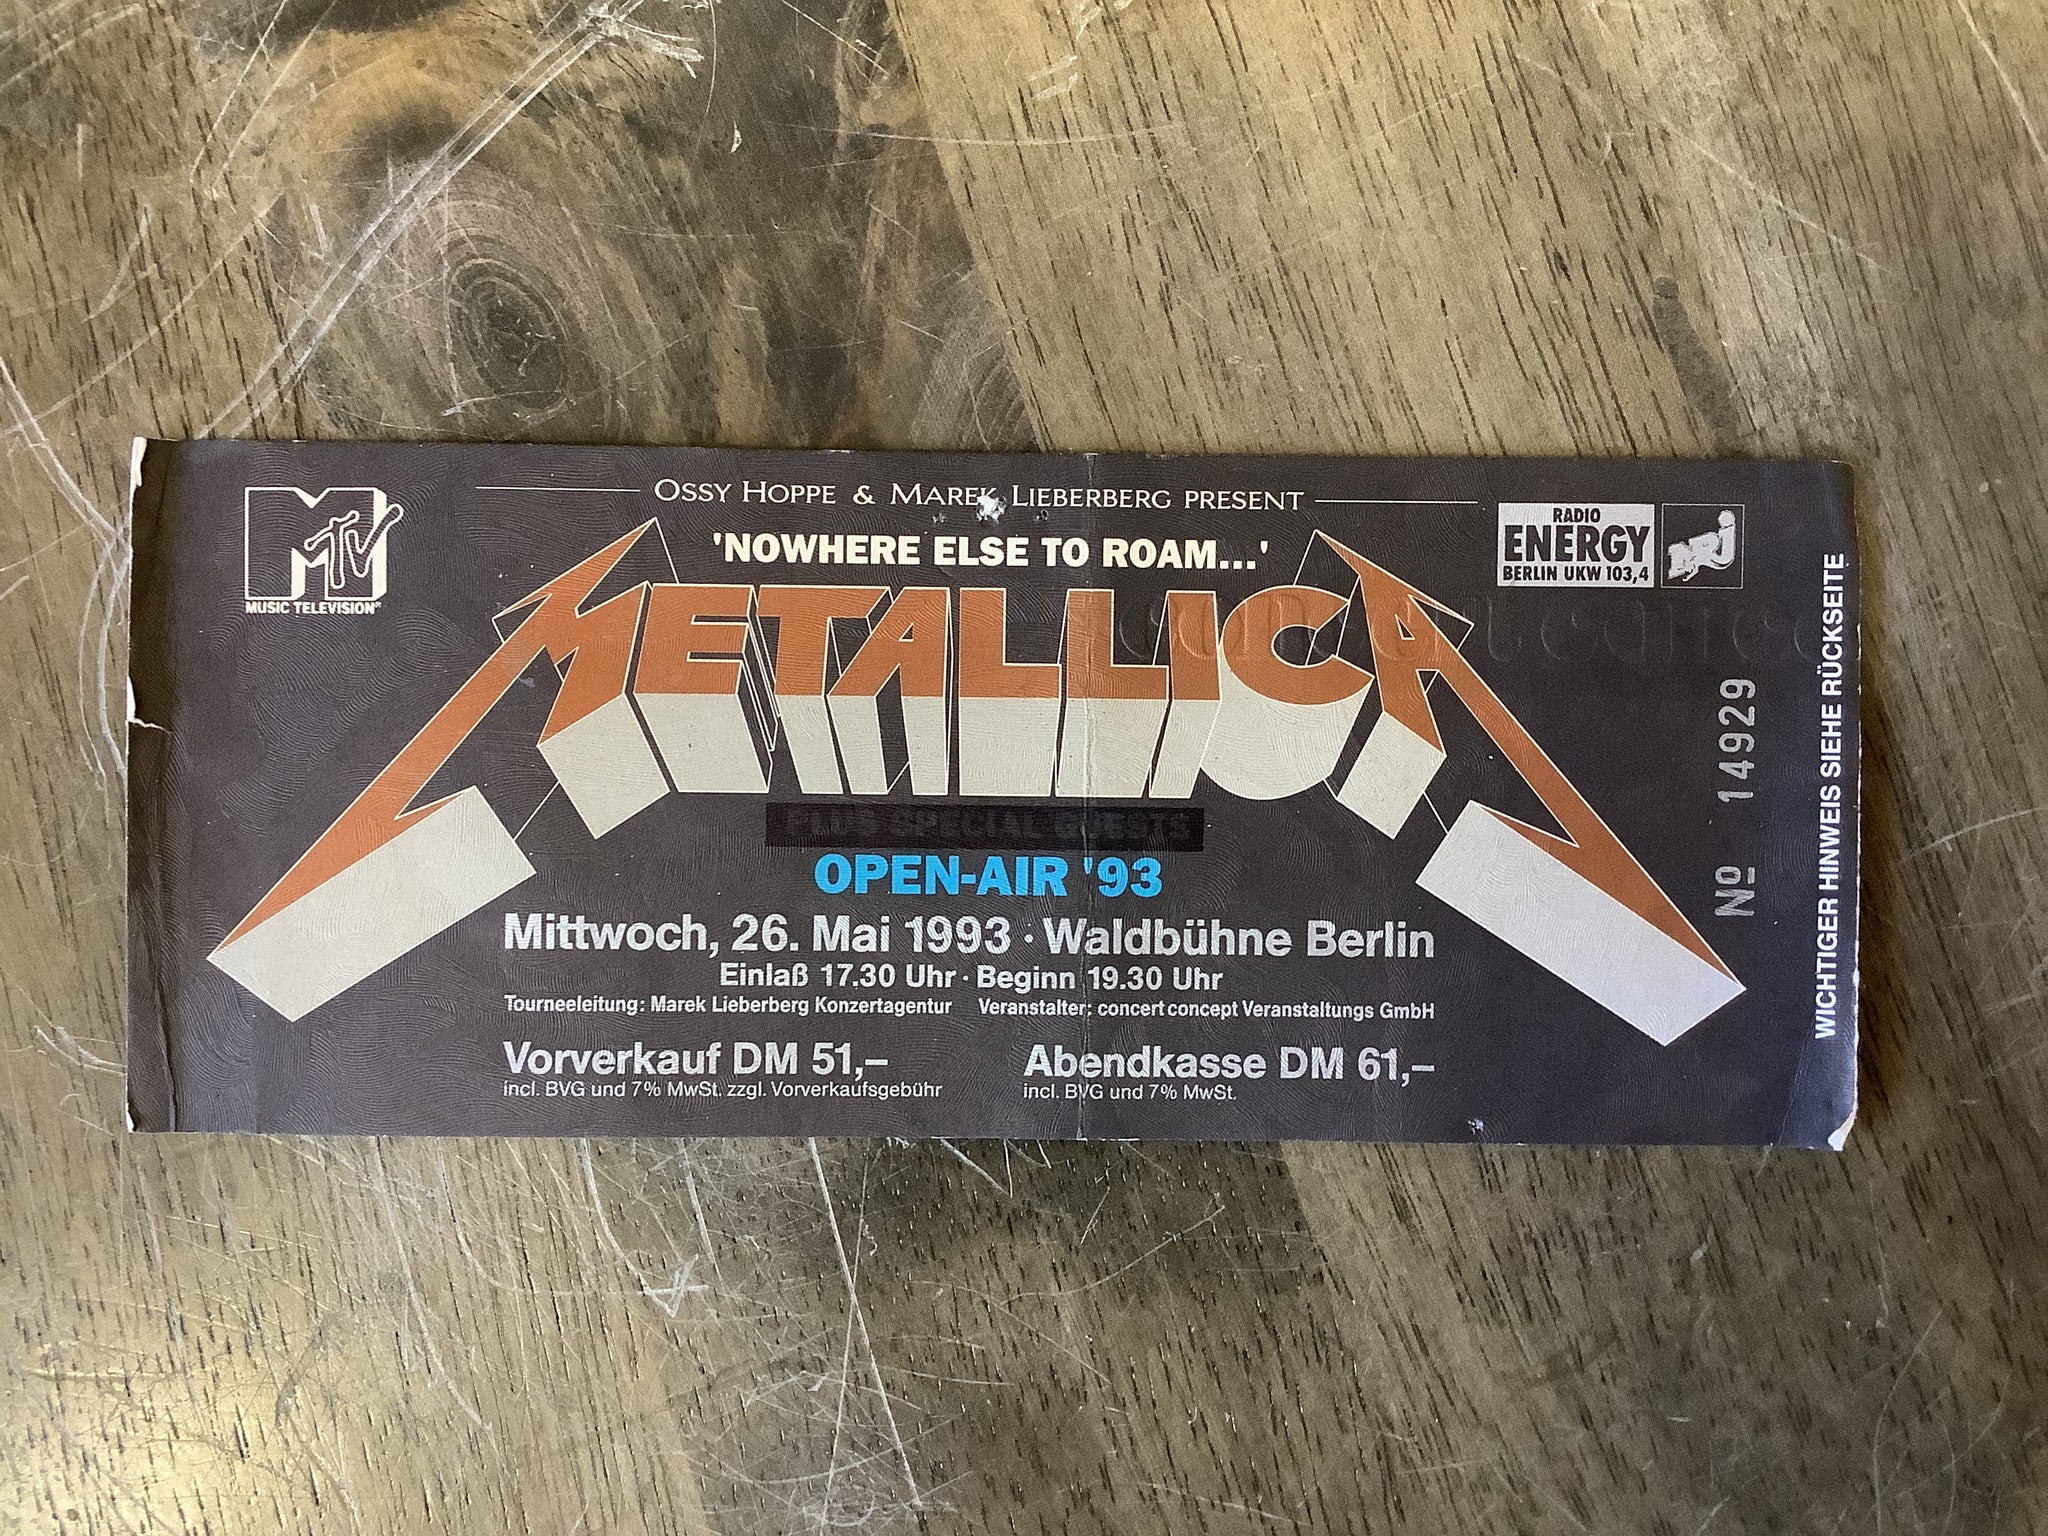 OSSY HOPPE & MAREK LIEBERBERG PRESENT
MTV
MUSIC TELEVISION®
'NOWHERE ELSE TO ROAM...'
RADIO
ENERGY
BERLIN UKW 103,4
NRJ
METALLICA
PLUS SPECIAL GUESTS
OPEN-AIR '93
Mittwoch, 26. Mai 1993 · Waldbühne Berlin
Einlaß 17.30 Uhr · Beginn 19.30 Uhr
Tourneeleitung: Marek Lieberberg Konzertagentur Veranstalter: concert concept Veranstaltungs GmbH
Vorverkauf DM 51,– Abendkasse DM 61,–
incl. BVG und 7% MwSt. zzgl. Vorverkaufsgebühr incl. BVG und 7% MwSt.
Nº 14929
WICHTIGER HINWEIS SIEHE RÜCKSEITE